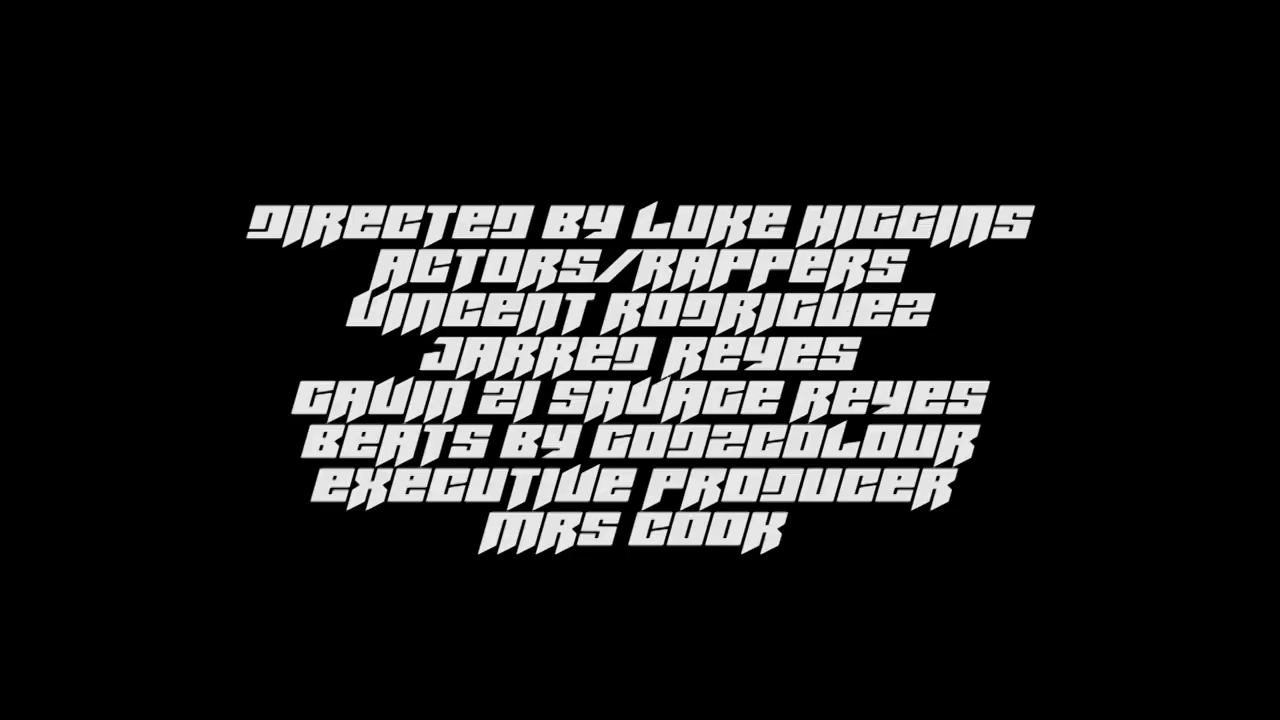 DIRECTED BY LUKE HIGGINS
ACTORS/RAPPERS
VINCENT RODRIGUEZ
JARRED REYES
GAVIN 21 SAVAGE REYES
BEATS BY GODZCOLOUR
EXECUTIVE PRODUCER
MRS COOK